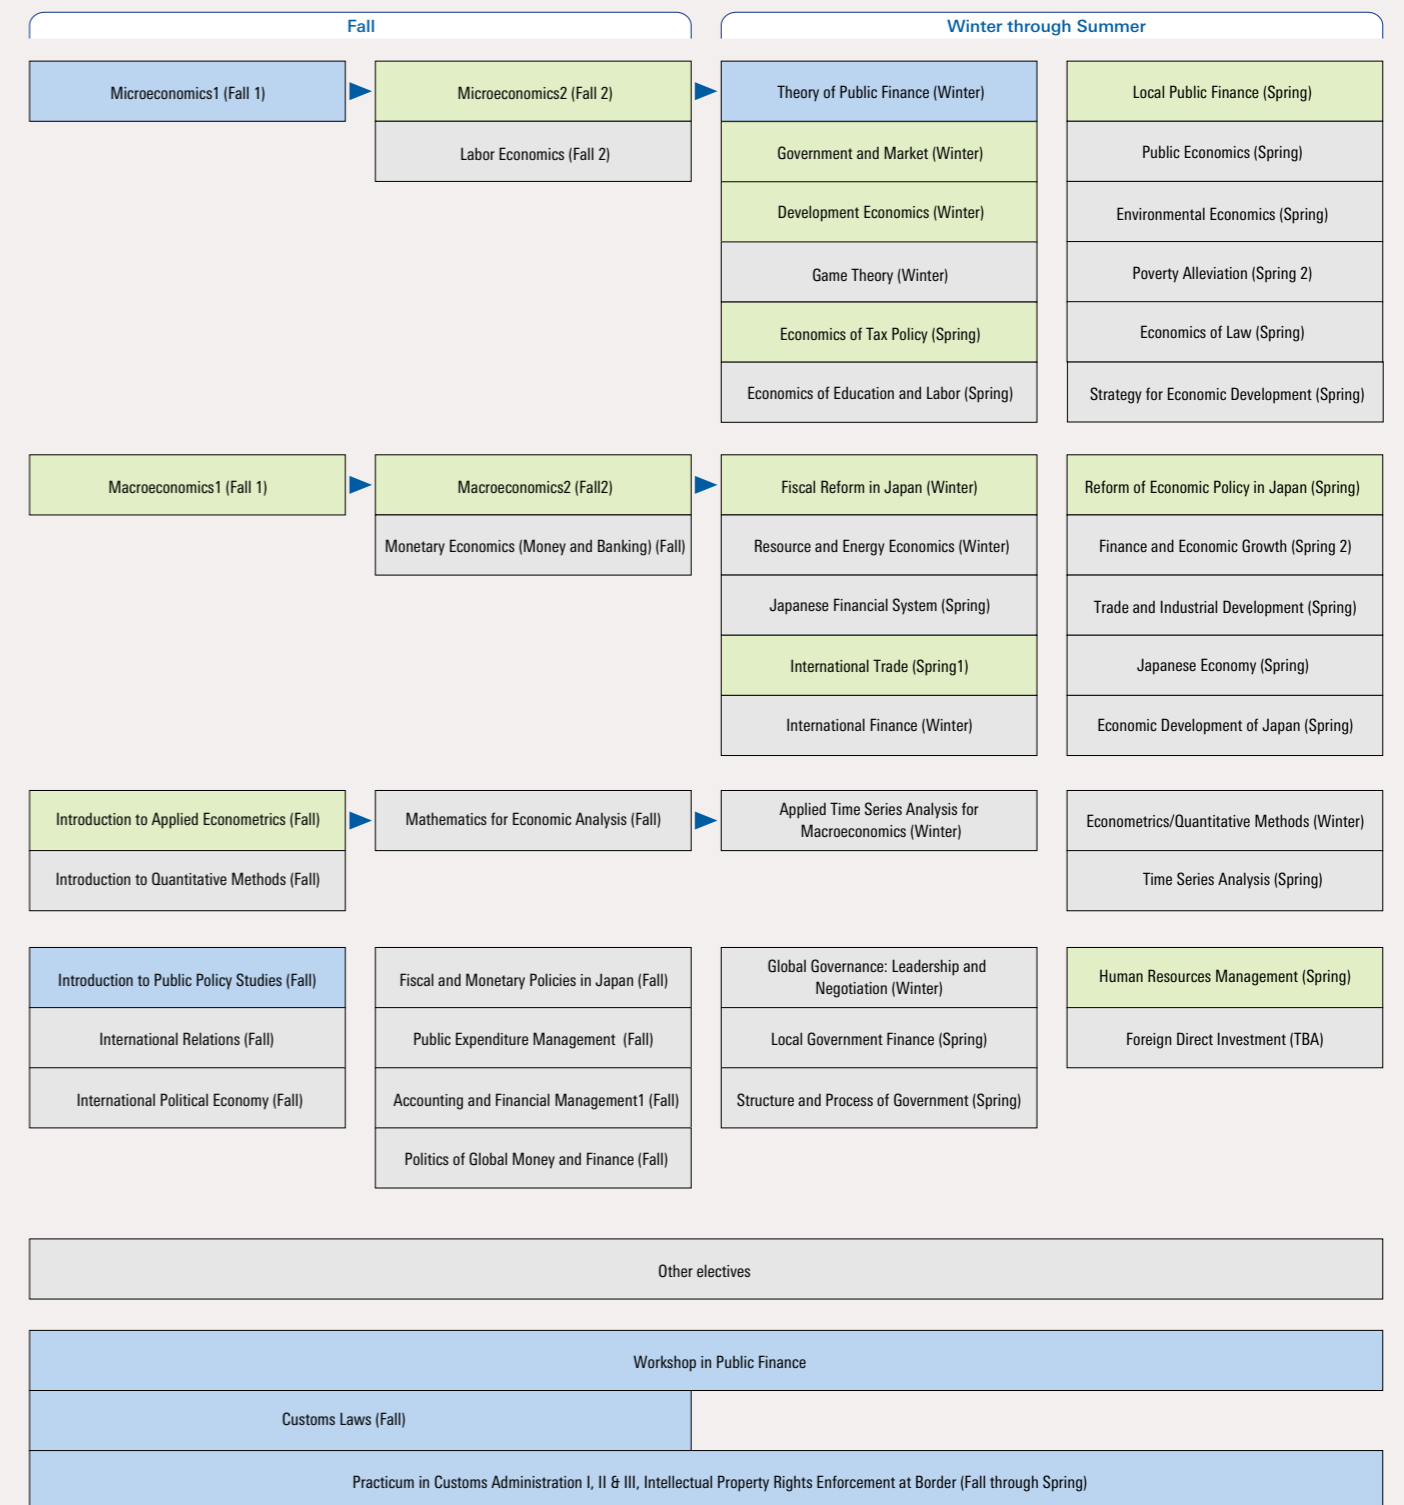 Fall
Winter through Summer
Microeconomics1 (Fall 1)
Microeconomics2 (Fall 2)
Labor Economics (Fall 2)
Theory of Public Finance (Winter)
Government and Market (Winter)
Development Economics (Winter)
Game Theory (Winter)
Economics of Tax Policy (Spring)
Economics of Education and Labor (Spring)
Local Public Finance (Spring)
Public Economics (Spring)
Environmental Economics (Spring)
Poverty Alleviation (Spring 2)
Economics of Law (Spring)
Strategy for Economic Development (Spring)
Macroeconomics1 (Fall 1)
Macroeconomics2 (Fall2)
Monetary Economics (Money and Banking) (Fall)
Fiscal Reform in Japan (Winter)
Resource and Energy Economics (Winter)
Japanese Financial System (Spring)
International Trade (Spring1)
International Finance (Winter)
Reform of Economic Policy in Japan (Spring)
Finance and Economic Growth (Spring 2)
Trade and Industrial Development (Spring)
Japanese Economy (Spring)
Economic Development of Japan (Spring)
Introduction to Applied Econometrics (Fall)
Introduction to Quantitative Methods (Fall)
Mathematics for Economic Analysis (Fall)
Applied Time Series Analysis for
Macroeconomics (Winter)
Econometrics/Quantitative Methods (Winter)
Time Series Analysis (Spring)
Introduction to Public Policy Studies (Fall)
International Relations (Fall)
International Political Economy (Fall)
Fiscal and Monetary Policies in Japan (Fall)
Public Expenditure Management (Fall)
Accounting and Financial Management1 (Fall)
Politics of Global Money and Finance (Fall)
Global Governance: Leadership and
Negotiation (Winter)
Local Government Finance (Spring)
Structure and Process of Government (Spring)
Human Resources Management (Spring)
Foreign Direct Investment (TBA)
Other electives
Workshop in Public Finance
Customs Laws (Fall)
Practicum in Customs Administration I, II & III, Intellectual Property Rights Enforcement at Border (Fall through Spring)